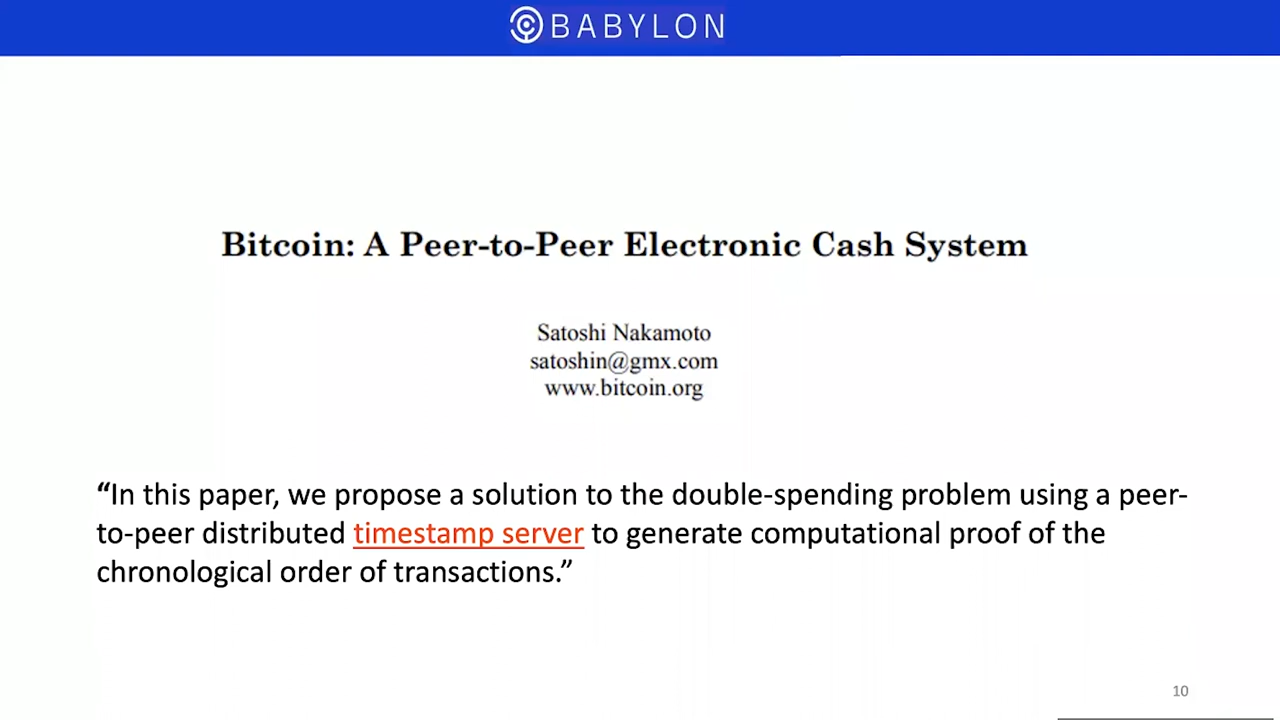 BABYLON
Bitcoin: A Peer-to-Peer Electronic Cash System
Satoshi Nakamoto
satoshin@gmx.com
www.bitcoin.org
“In this paper, we propose a solution to the double-spending problem using a peer-
to-peer distributed timestamp server to generate computational proof of the
chronological order of transactions.”
10